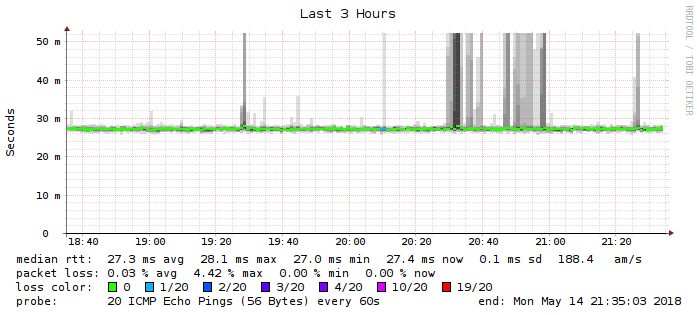 Last 3 Hours
RRDTOOL / TOBI OETIKER
Seconds
50 m
40 m
30 m
20 m
10 m
0
18:40 19:00 19:20 19:40 20:00 20:20 20:40 21:00 21:20
median rtt: 27.3 ms avg 28.1 ms max 27.0 ms min 27.4 ms now 0.1 ms sd 188.4 am/s
packet loss: 0.03 % avg 4.42 % max 0.00 % min 0.00 % now
loss color: 0 1/20 2/20 3/20 4/20 10/20 19/20
probe: 20 ICMP Echo Pings (56 Bytes) every 60s end: Mon May 14 21:35:03 2018